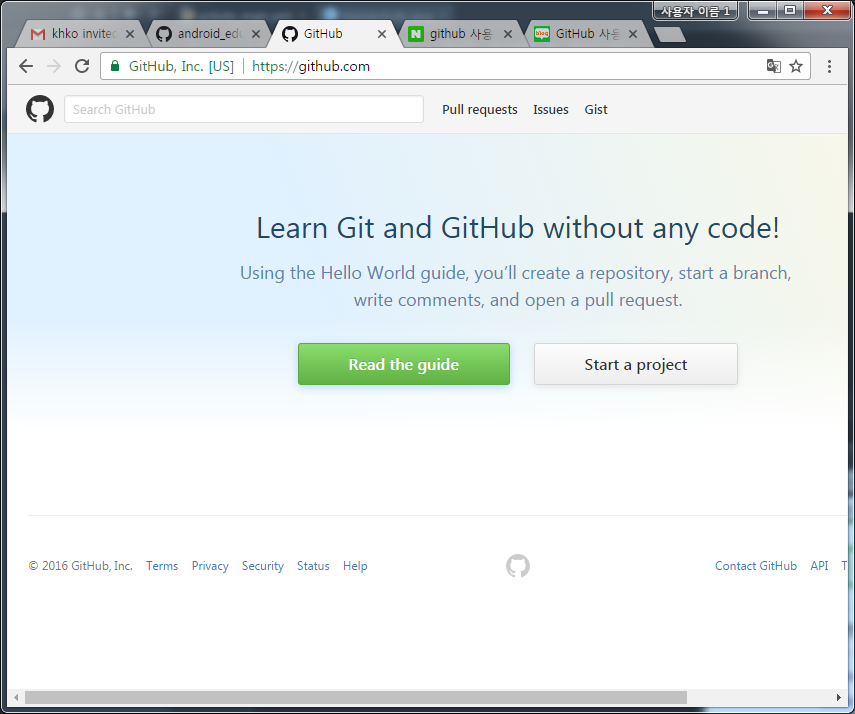 사용자 이름 1
khko invited
android_edu
GitHub
github 사용
GitHub 사용
GitHub, Inc. [US] https://github.com
Search GitHub
Pull requests Issues Gist
Learn Git and GitHub without any code!
Using the Hello World guide, you’ll create a repository, start a branch,
write comments, and open a pull request.
Read the guide
Start a project
© 2016 GitHub, Inc. Terms Privacy Security Status Help
Contact GitHub API T